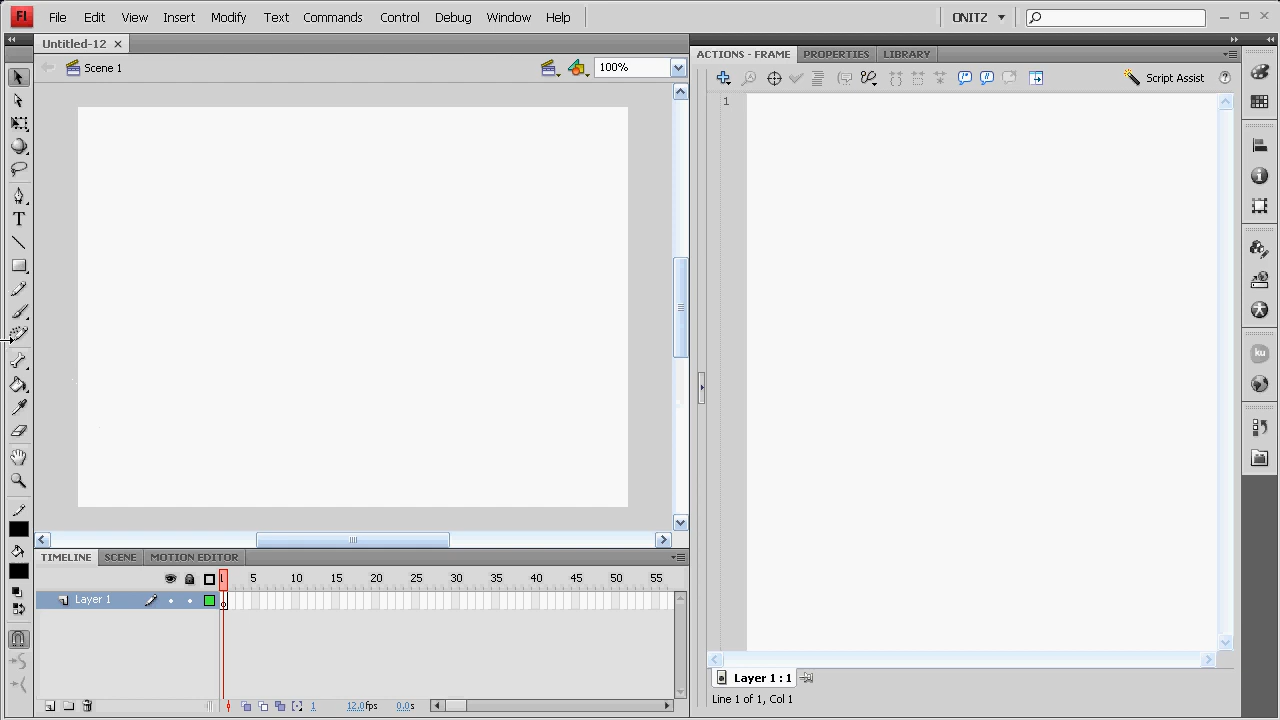 Fl File Edit View Insert Modify Text Commands Control Debug Window Help ONITZ
Untitled-12
ACTIONS - FRAME PROPERTIES LIBRARY
Scene 1 100%
Script Assist
1
T
ku
TIMELINE SCENE MOTION EDITOR
1 5 10 15 20 25 30 35 40 45 50 55
Layer 1
Layer 1 : 1
Line 1 of 1, Col 1
1 12.0fps 0.0s